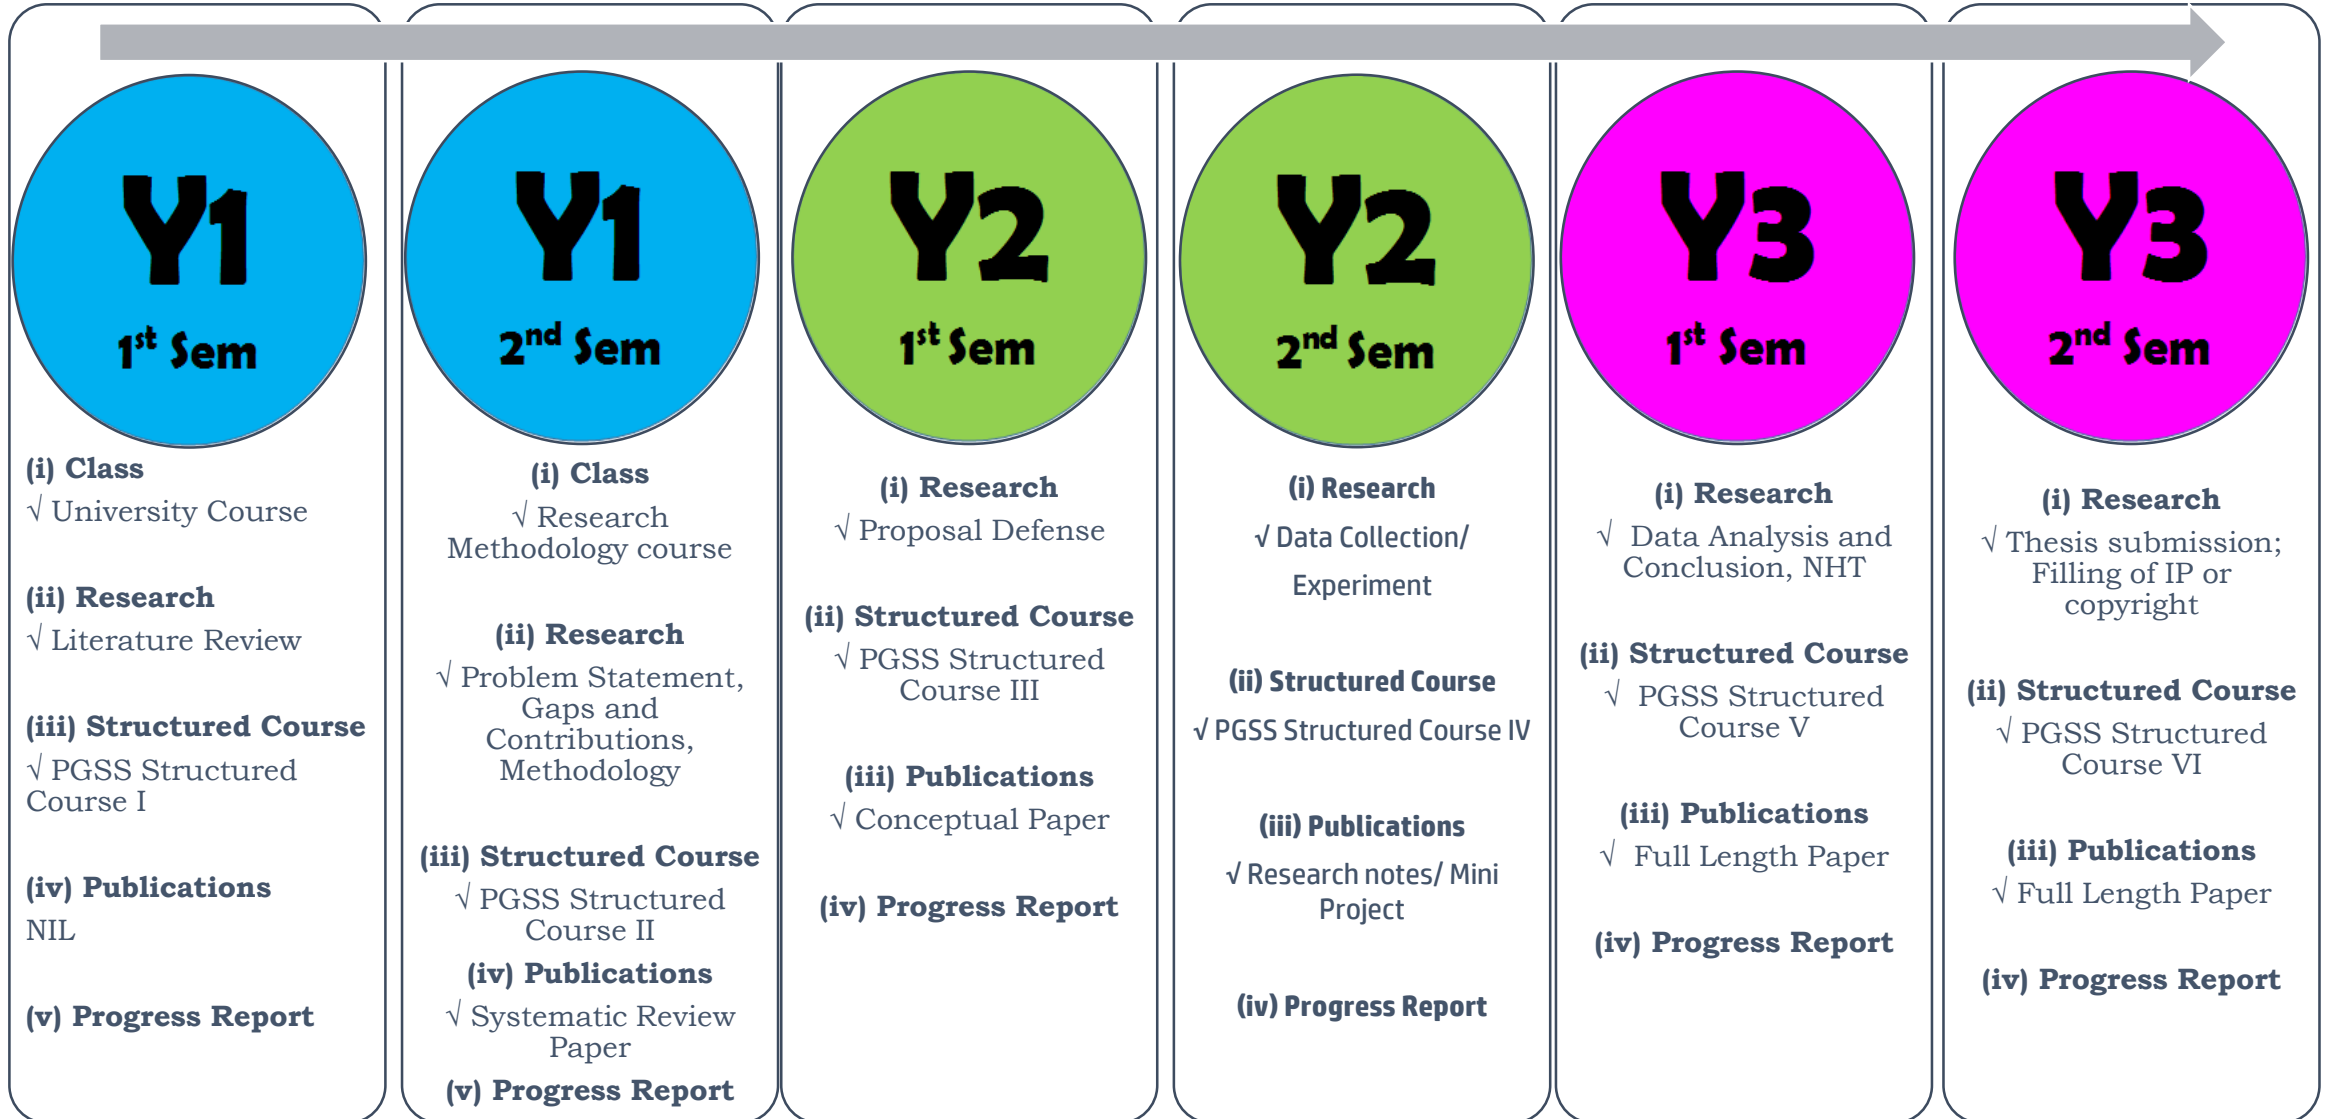 Y1
1st Sem
(i) Class
√ University Course
(ii) Research
√ Literature Review
(iii) Structured Course
√ PGSS Structured
Course I
(iv) Publications
NIL
(v) Progress Report
Y1
2nd Sem
(i) Class
√ Research
Methodology course
(ii) Research
√ Problem Statement,
Gaps and
Contributions,
Methodology
(iii) Structured Course
√ PGSS Structured
Course II
(iv) Publications
√ Systematic Review
Paper
(v) Progress Report
Y2
1st Sem
(i) Research
√ Proposal Defense
(ii) Structured Course
√ PGSS Structured
Course III
(iii) Publications
√ Conceptual Paper
(iv) Progress Report
Y2
2nd Sem
(i) Research
√ Data Collection/
Experiment
(ii) Structured Course
√ PGSS Structured Course IV
(iii) Publications
√ Research notes/ Mini
Project
(iv) Progress Report
Y3
1st Sem
(i) Research
√ Data Analysis and
Conclusion, NHT
(ii) Structured Course
√ PGSS Structured
Course V
(iii) Publications
√ Full Length Paper
(iv) Progress Report
Y3
2nd Sem
(i) Research
√ Thesis submission;
Filling of IP or
copyright
(ii) Structured Course
√ PGSS Structured
Course VI
(iii) Publications
√ Full Length Paper
(iv) Progress Report